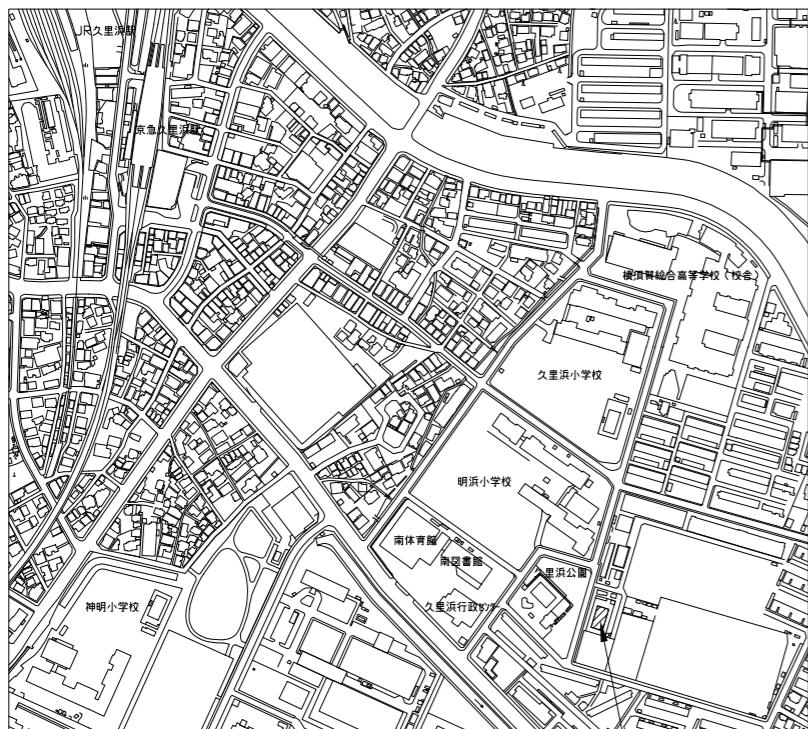 JR久里浜駅
京急久里浜駅
横須賀総合高等学校（校舎）
久里浜小学校
明浜小学校
南体育館
南図書館
久里浜公園
久里浜行政センター
神明小学校